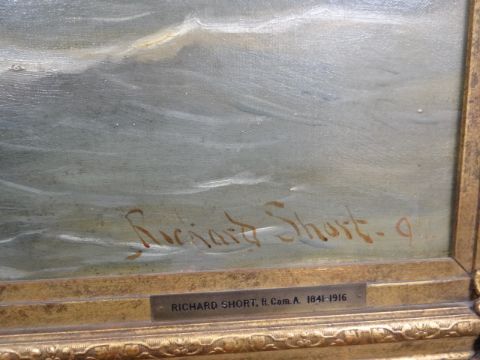 Richard Short - 9
RICHARD SHORT, R.Cam.A. 1841-1916